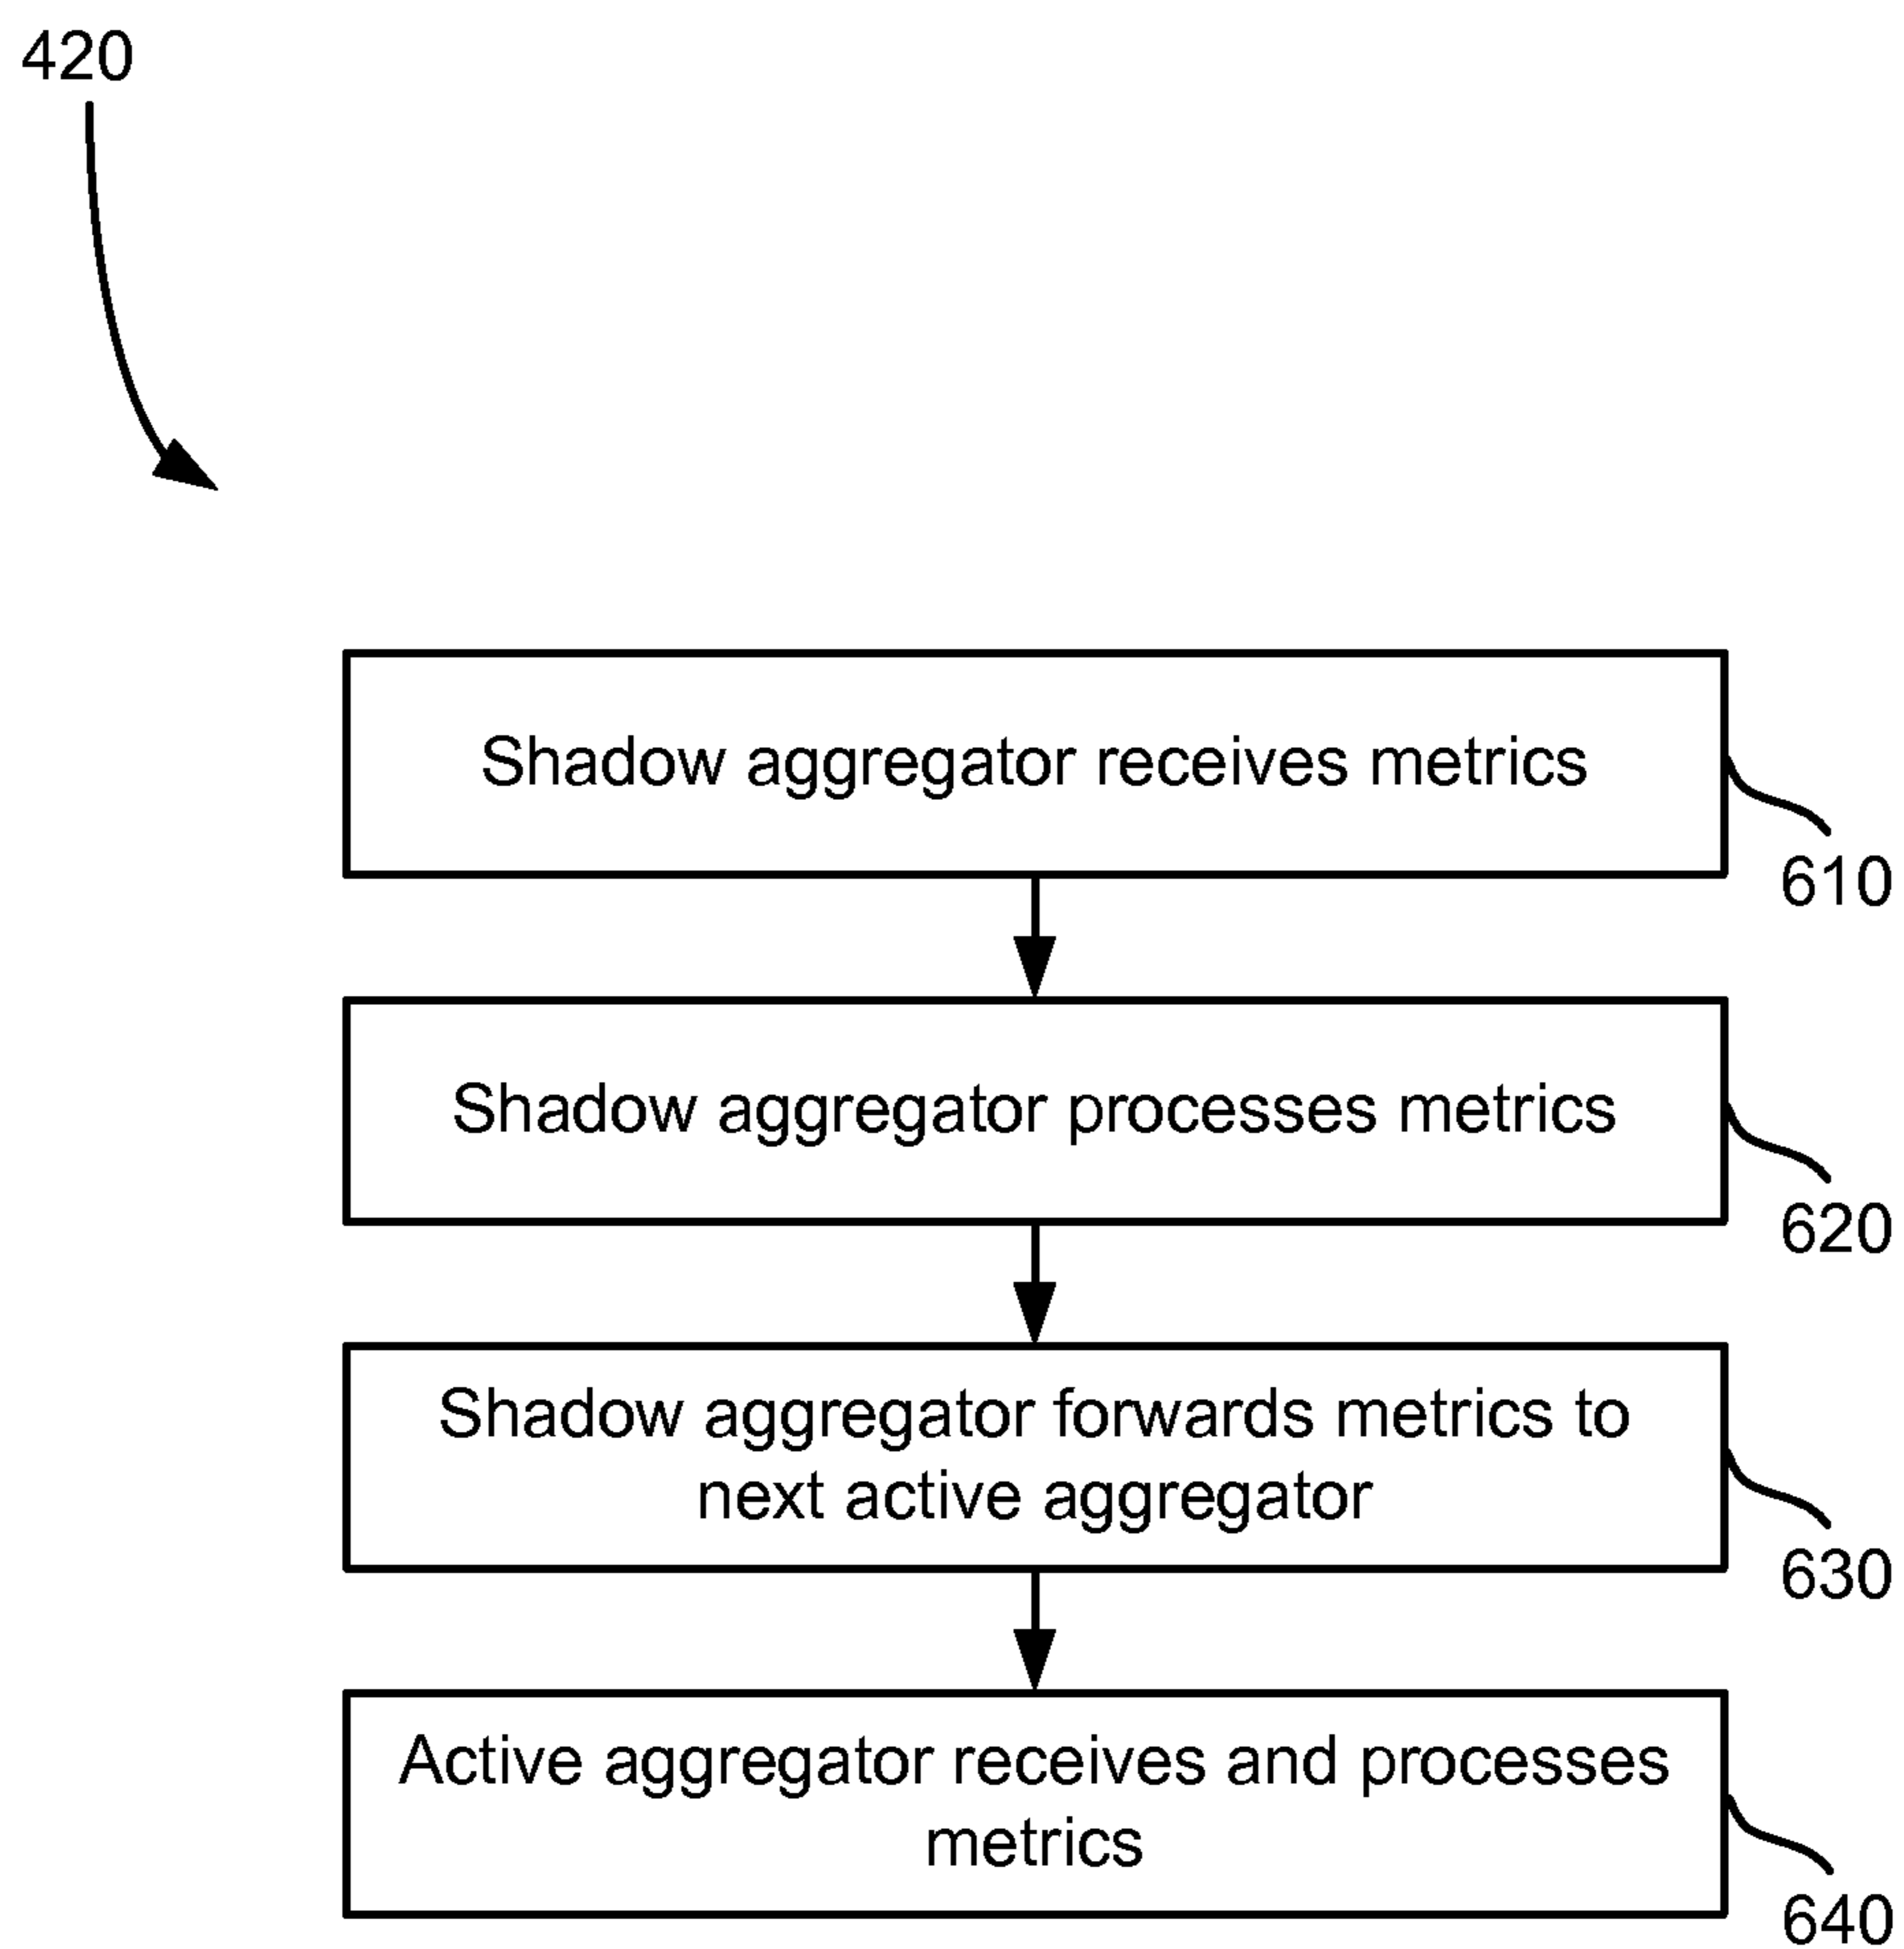 420
Shadow aggregator receives metrics
610
Shadow aggregator processes metrics
620
Shadow aggregator forwards metrics to
next active aggregator
630
Active aggregator receives and processes
metrics
640